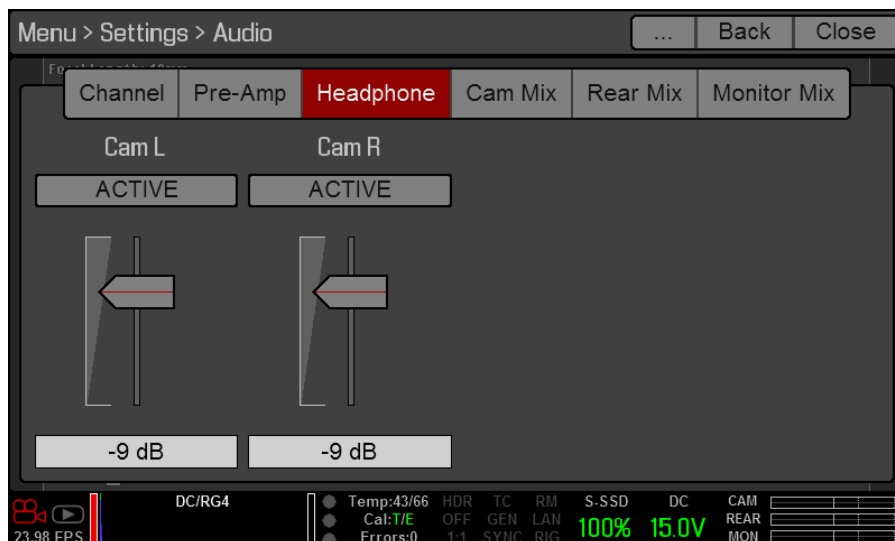 Menu > Settings > Audio ... Back Close
Channel Pre-Amp Headphone Cam Mix Rear Mix Monitor Mix
Cam L Cam R
ACTIVE ACTIVE
-9 dB -9 dB
DC/RG4 Temp:43/66 HDR TC RM S-SSD DC CAM
Cal:T/E OFF GEN LAN 100% 15.0V REAR
23.98 FPS Errors:0 1:1 SYNC RIG MON